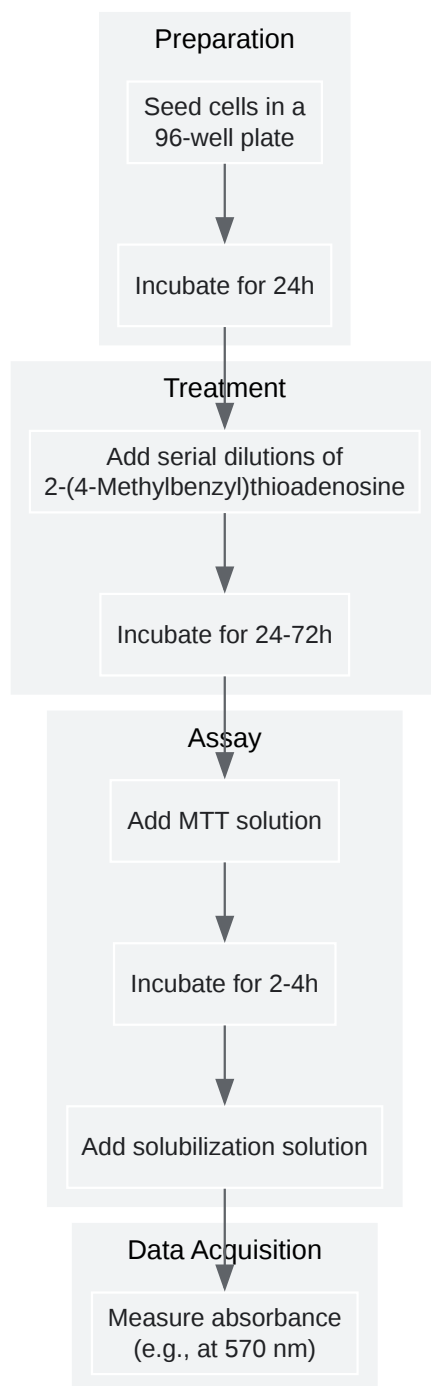 Preparation
Seed cells in a
96-well plate
Incubate for 24h
Treatment
Add serial dilutions of
2-(4-Methylbenzyl)thioadenosine
Incubate for 24-72h
Assay
Add MTT solution
Incubate for 2-4h
Add solubilization solution
Data Acquisition
Measure absorbance
(e.g., at 570 nm)